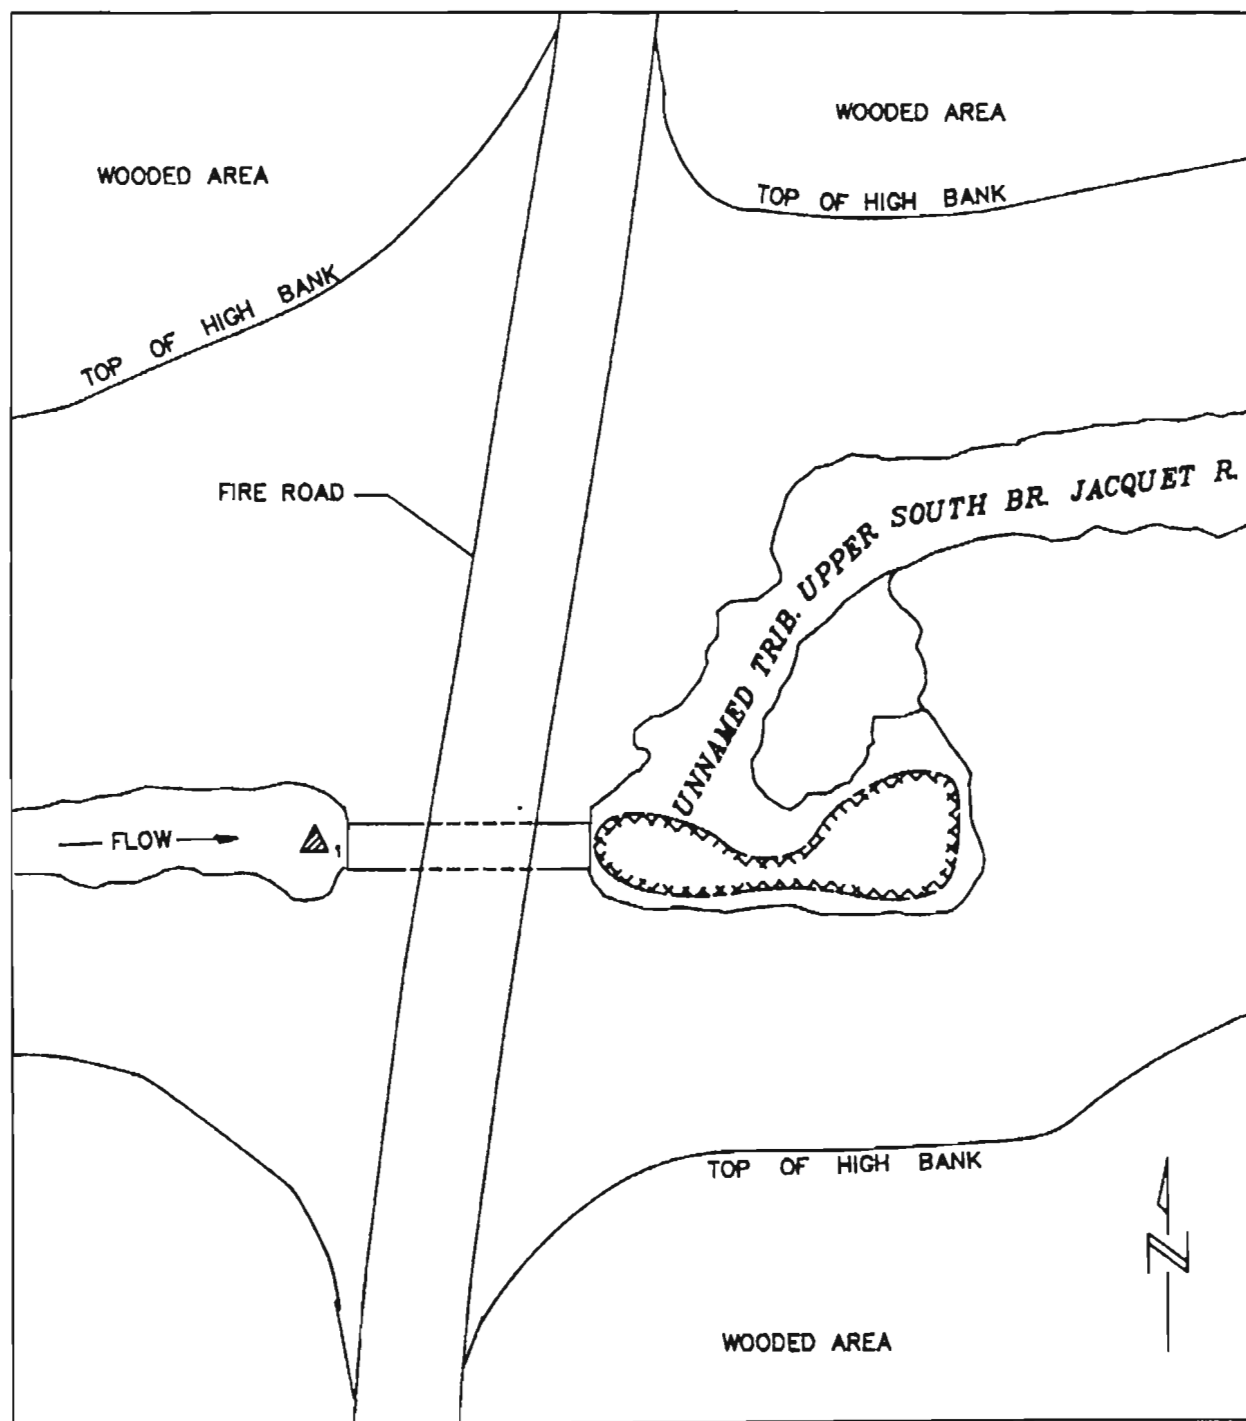 WOODED AREA
WOODED AREA
TOP OF HIGH BANK
TOP OF HIGH BANK
FIRE ROAD
UNNAMED TRIB. UPPER SOUTH BR. JACQUET R.
FLOW
1
TOP OF HIGH BANK
N
WOODED AREA